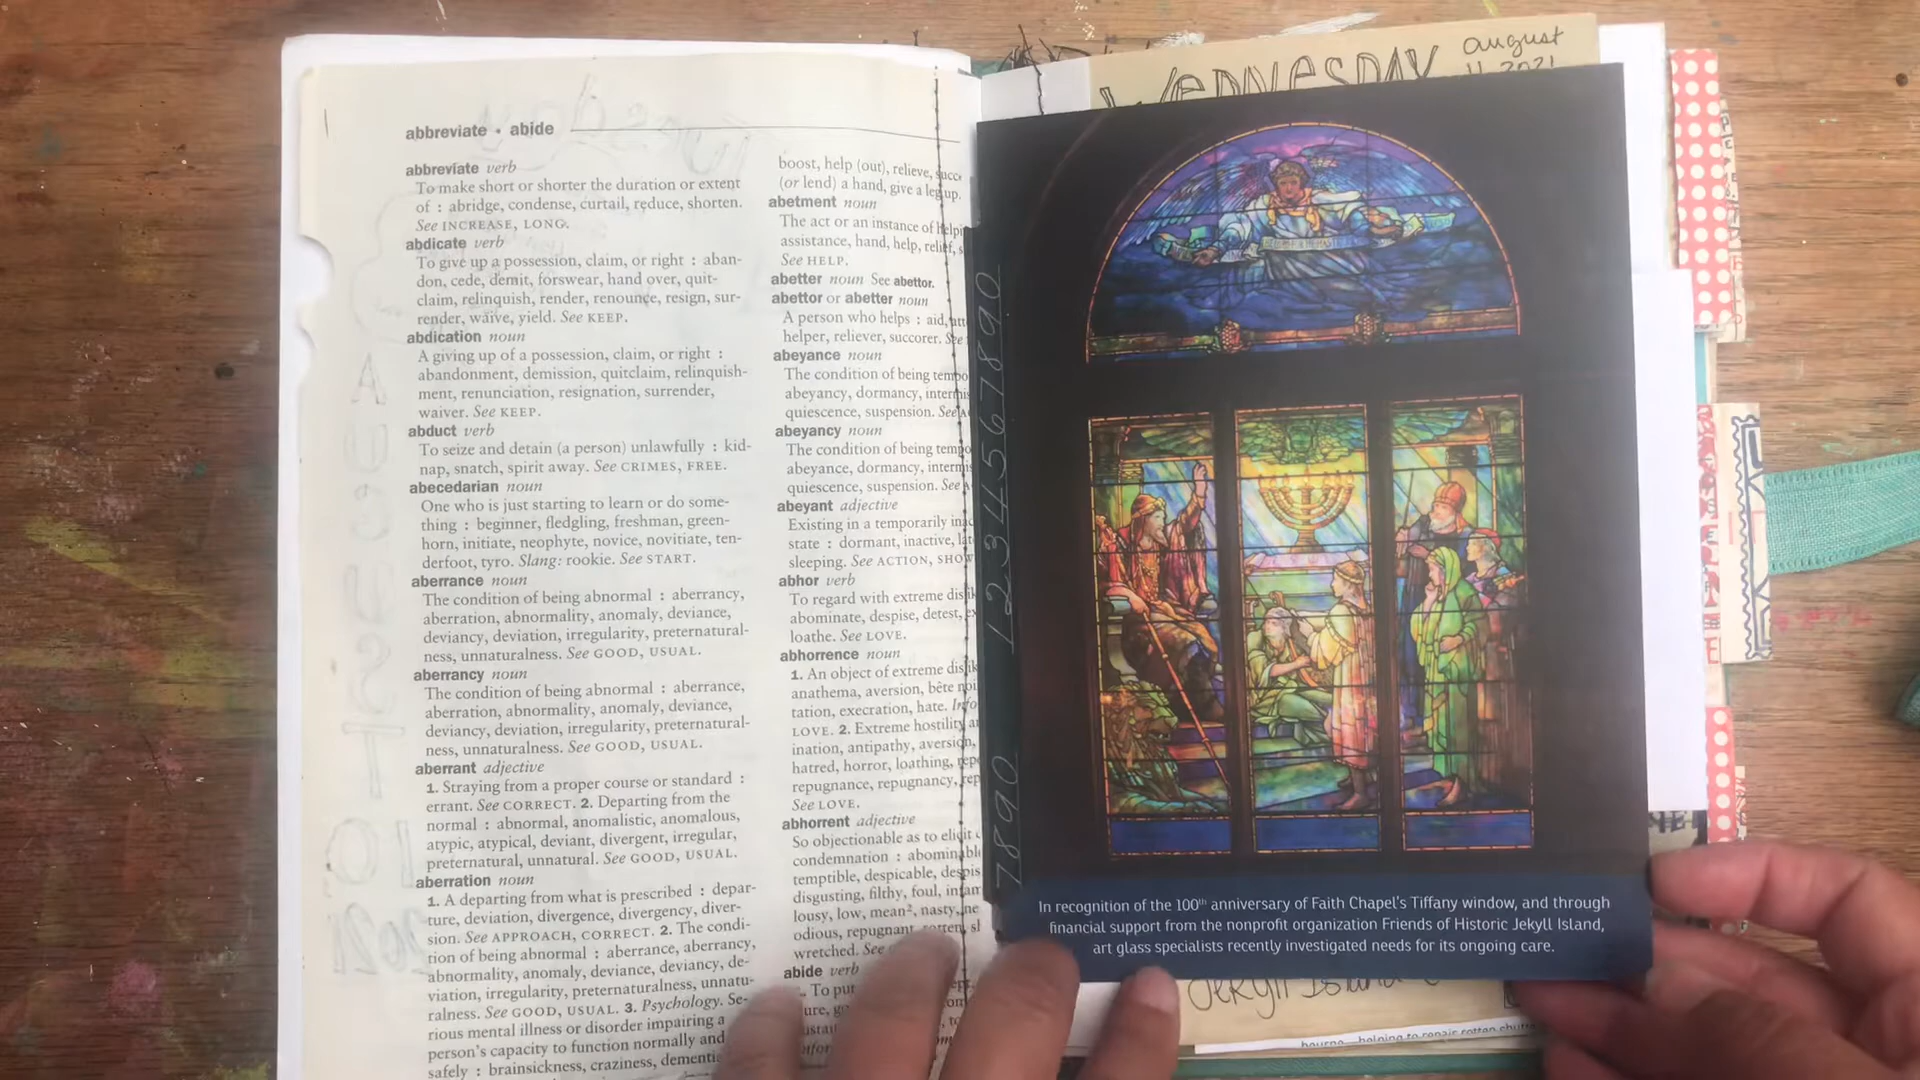 abbreviate • abide
abbreviate verb
To make short or shorter the duration or extent
of : abridge, condense, curtail, reduce, shorten.
See INCREASE, LONG.
abdicate verb
To give up a possession, claim, or right : aban-
don, cede, demit, forswear, hand over, quit-
claim, relinquish, render, renounce, resign, sur-
render, waive, yield. See KEEP.
abdication noun
A giving up of a possession, claim, or right :
abandonment, demission, quitclaim, relinquish-
ment, renunciation, resignation, surrender,
waiver. See KEEP.
abduct verb
To seize and detain (a person) unlawfully : kid-
nap, snatch, spirit away. See CRIMES, FREE.
abecedarian noun
One who is just starting to learn or do some-
thing : beginner, fledgling, freshman, green-
horn, initiate, neophyte, novice, novitiate, ten-
derfoot, tyro. Slang: rookie. See START.
aberrance noun
The condition of being abnormal : aberrancy,
aberration, abnormality, anomaly, deviance,
deviancy, deviation, irregularity, preternatural-
ness, unnaturalness. See GOOD, USUAL.
aberrancy noun
The condition of being abnormal : aberrance,
aberration, abnormality, anomaly, deviance,
deviancy, deviation, irregularity, preternatural-
ness, unnaturalness. See GOOD, USUAL.
aberrant adjective
1. Straying from a proper course or standard :
errant. See CORRECT. 2. Departing from the
normal : abnormal, anomalistic, anomalous,
atypic, atypical, deviant, divergent, irregular,
preternatural, unnatural. See GOOD, USUAL.
aberration noun
1. A departing from what is prescribed : depar-
ture, deviation, divergence, divergency, diver-
sion. See APPROACH, CORRECT. 2. The condi-
tion of being abnormal : aberrance, aberrancy,
abnormality, anomaly, deviance, deviancy, de-
viation, irregularity, preternaturalness, unnatu-
ralness. See GOOD, USUAL. 3. Psychology. Se-
rious mental illness or disorder impairing a
person's capacity to function normally and
safely : brainsickness, craziness,
boost, help (out), relieve,
(or lend) a hand, give a leg up.
abetment noun
The act or an instance of
assistance, hand, help, relief,
See HELP.
abetter noun See abettor.
abettor or abetter noun
A person who helps : aid,
helper, reliever, succorer. See
abeyance noun
The condition of being
abeyancy, dormancy,
quiescence, suspension. See
abeyancy noun
The condition of being
abeyance, dormancy,
quiescence, suspension. See
abeyant adjective
Existing in a temporarily
state : dormant, inactive,
sleeping. See ACTION,
abhor verb
To regard with extreme
abominate, despise, detest,
loathe. See LOVE.
abhorrence noun
1. An object of extreme
anathema, aversion, bête
tation, execration, hate.
LOVE. 2. Extreme hostility
ination, antipathy, aversion,
hatred, horror, loathing,
repugnance, repugnancy,
See LOVE.
abhorrent adjective
So objectionable as to elicit
condemnation :
temptible, despicable,
disgusting, filthy, foul,
lousy, low, mean², nasty,
odious, repugnant, rotten,
wretched. See
abide verb
To put
WEDNESDAY
august
11 2021
1234567890
7890
In recognition of the 100th anniversary of Faith Chapel's Tiffany window, and through
financial support from the nonprofit organization Friends of Historic Jekyll Island,
art glass specialists recently investigated needs for its ongoing care.
Jekyll Island
AUGUST
10
2021